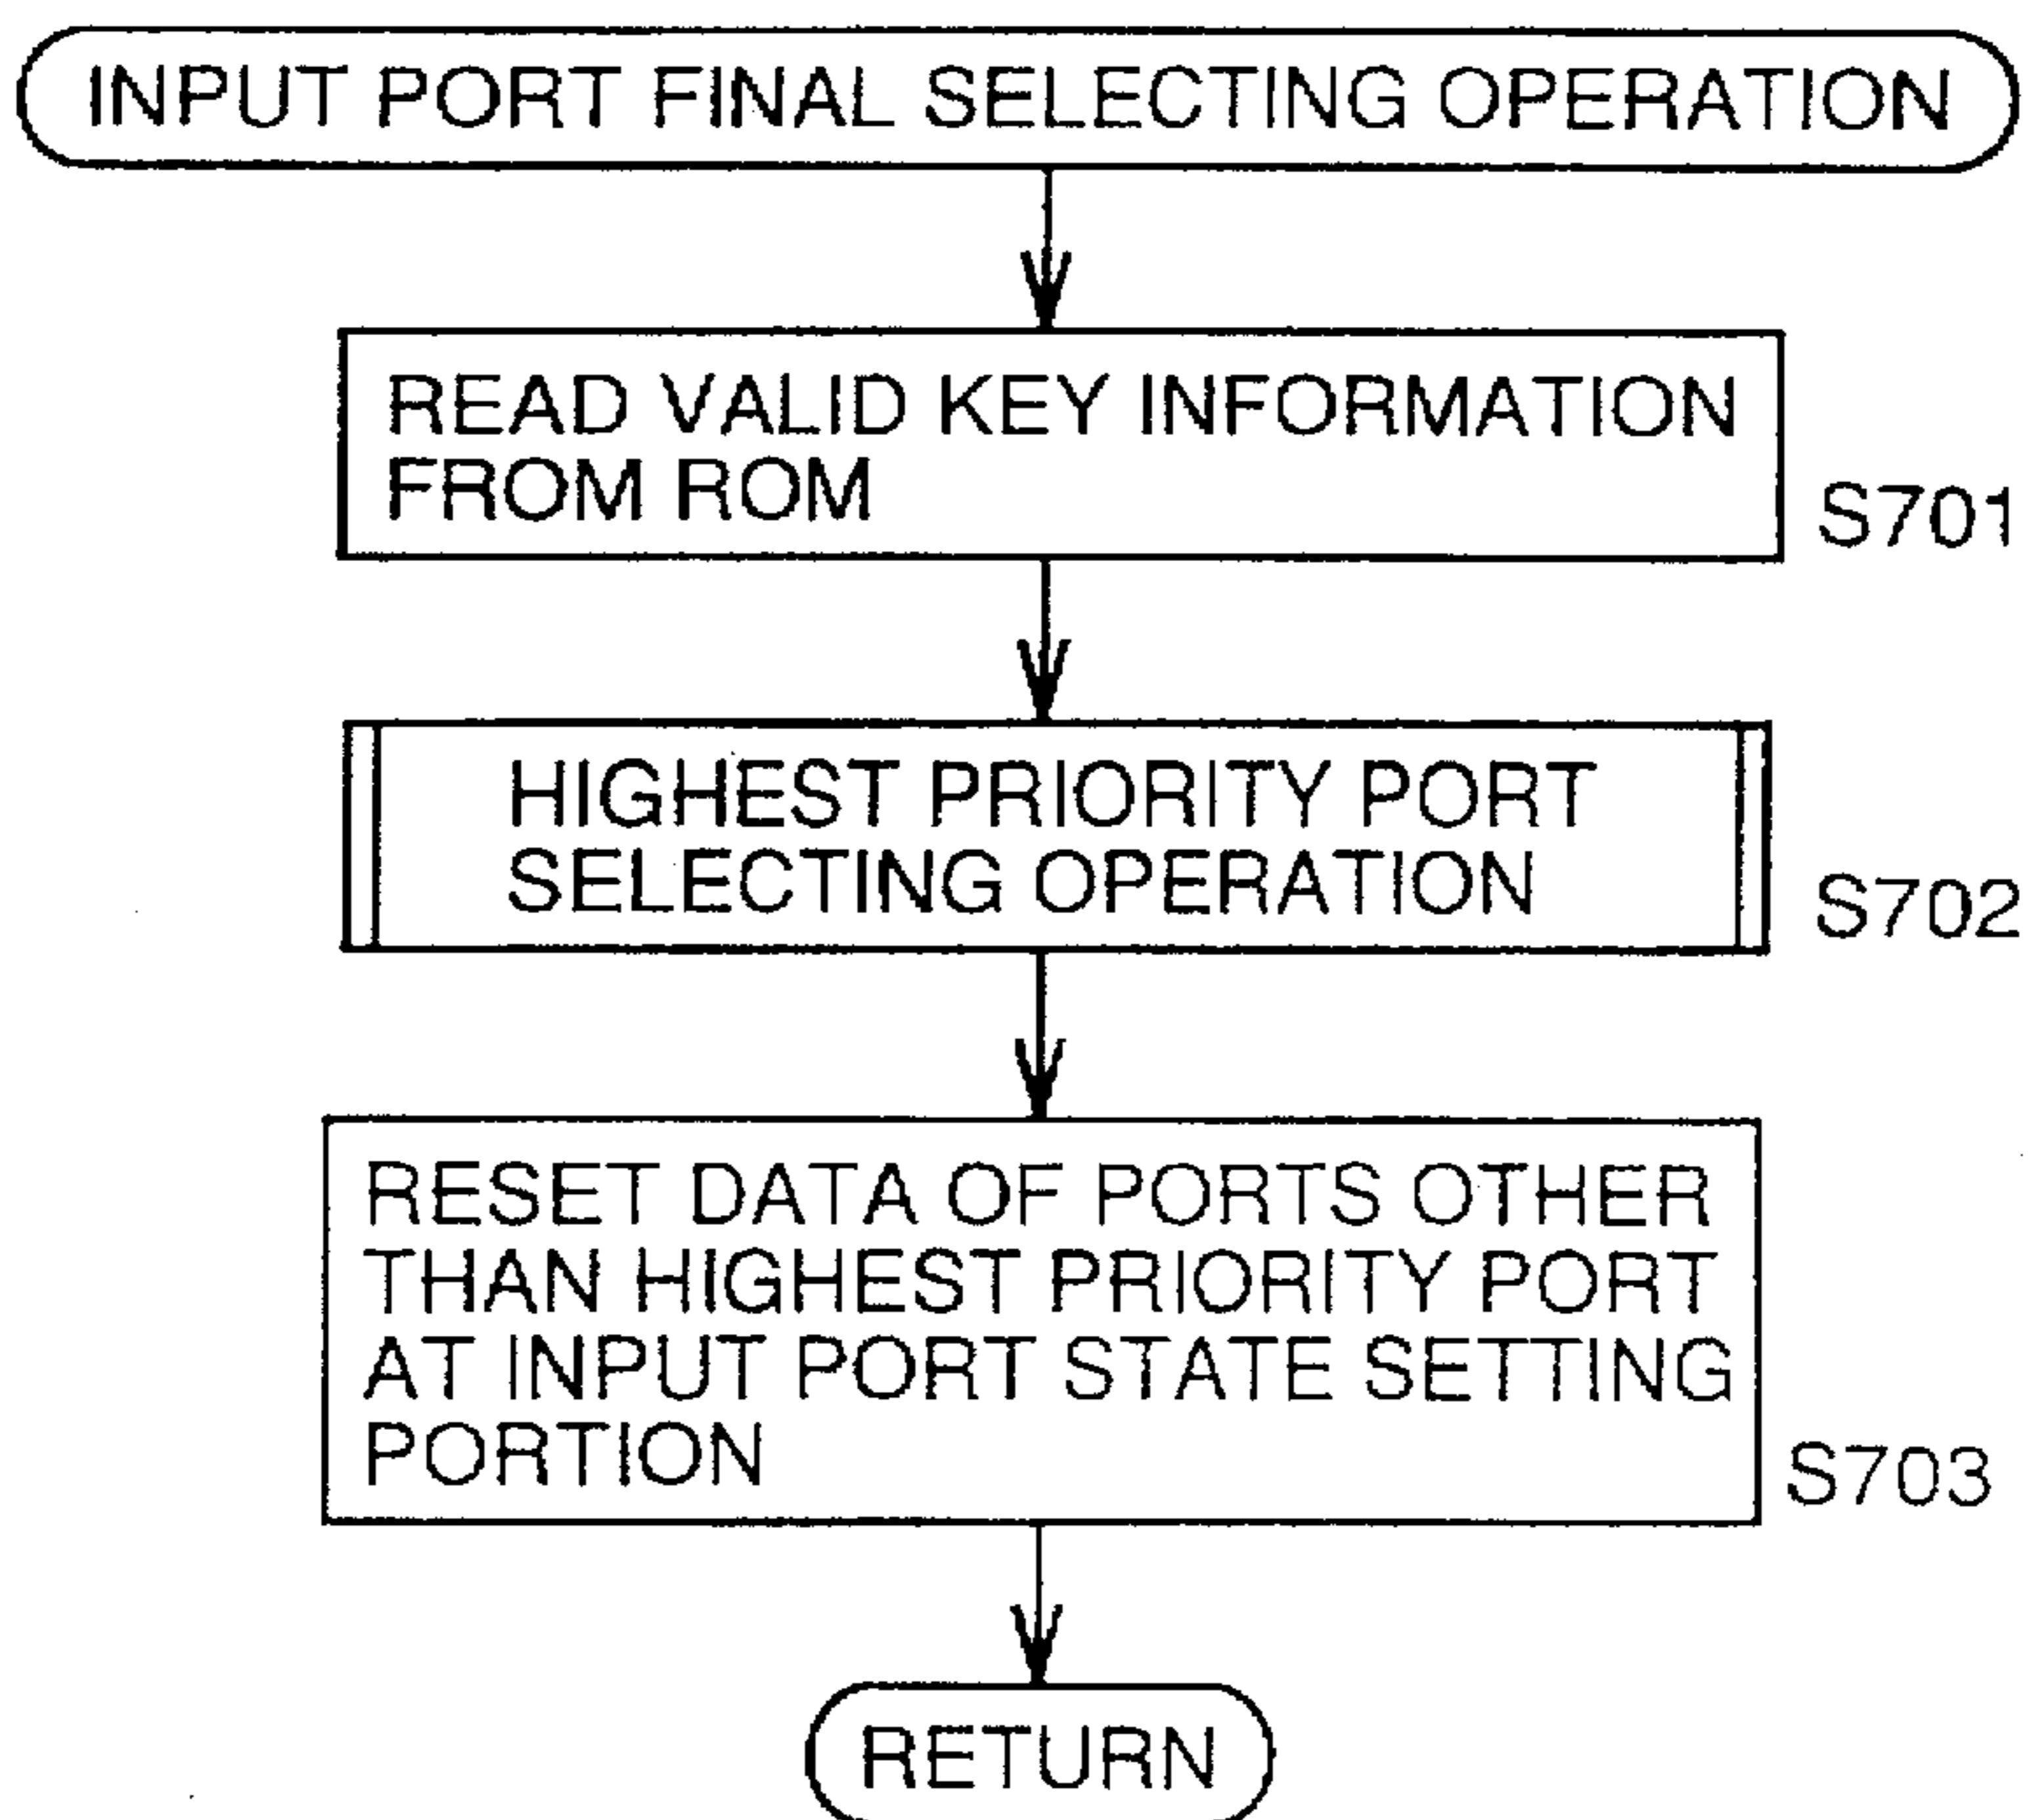 INPUT PORT FINAL SELECTING OPERATION
READ VALID KEY INFORMATION
FROM ROM
S701
HIGHEST PRIORITY PORT
SELECTING OPERATION
S702
RESET DATA OF PORTS OTHER
THAN HIGHEST PRIORITY PORT
AT INPUT PORT STATE SETTING
PORTION
S703
RETURN